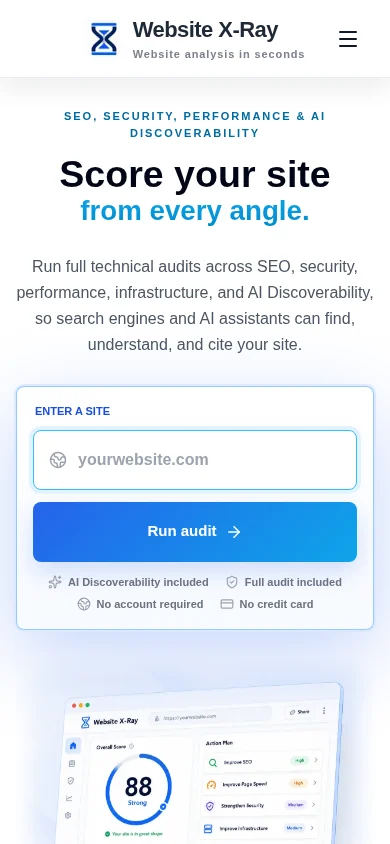 Website X-Ray
Website analysis in seconds
SEO, SECURITY, PERFORMANCE & AI
DISCOVERABILITY
Score your site
from every angle.
Run full technical audits across SEO, security,
performance, infrastructure, and AI Discoverability,
so search engines and AI assistants can find,
understand, and cite your site.
ENTER A SITE
yourwebsite.com
Run audit
AI Discoverability included
Full audit included
No account required
No credit card
Website X-Ray
https://yourwebsite.com
Share
Overall Score
88
Strong
Your site is in great shape
Action Plan
Improve SEO
High
Improve Page Speed
High
Strengthen Security
Medium
Improve Infrastructure
Medium